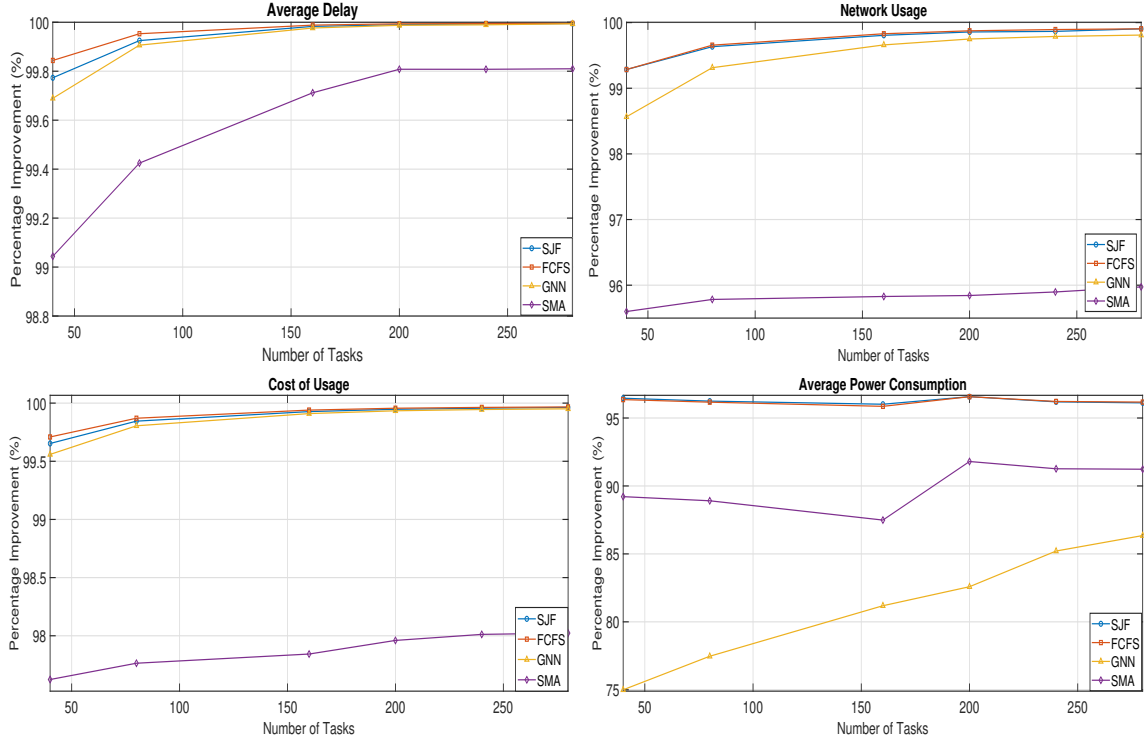 Average Delay
Percentage Improvement (%)
100
99.8
99.6
99.4
99.2
99
98.8
50
100
150
200
250
Number of Tasks
SJF
FCFS
GNN
SMA
Network Usage
Percentage Improvement (%)
100
99
98
97
96
50
100
150
200
250
Number of Tasks
SJF
FCFS
GNN
SMA
Cost of Usage
Percentage Improvement (%)
100
99.5
99
98.5
98
50
100
150
200
250
Number of Tasks
SJF
FCFS
GNN
SMA
Average Power Consumption
Percentage Improvement (%)
95
90
85
80
75
50
100
150
200
250
Number of Tasks
SJF
FCFS
GNN
SMA